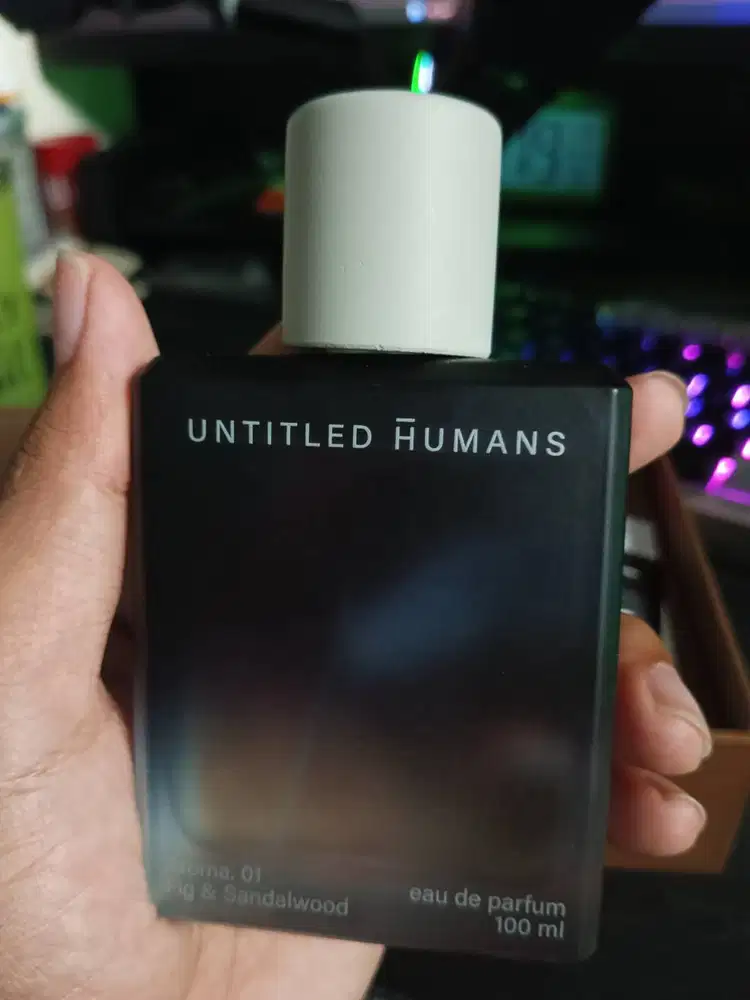 UNTITLED H̄UMANS
01
& Sandalwood
eau de parfum
100 ml